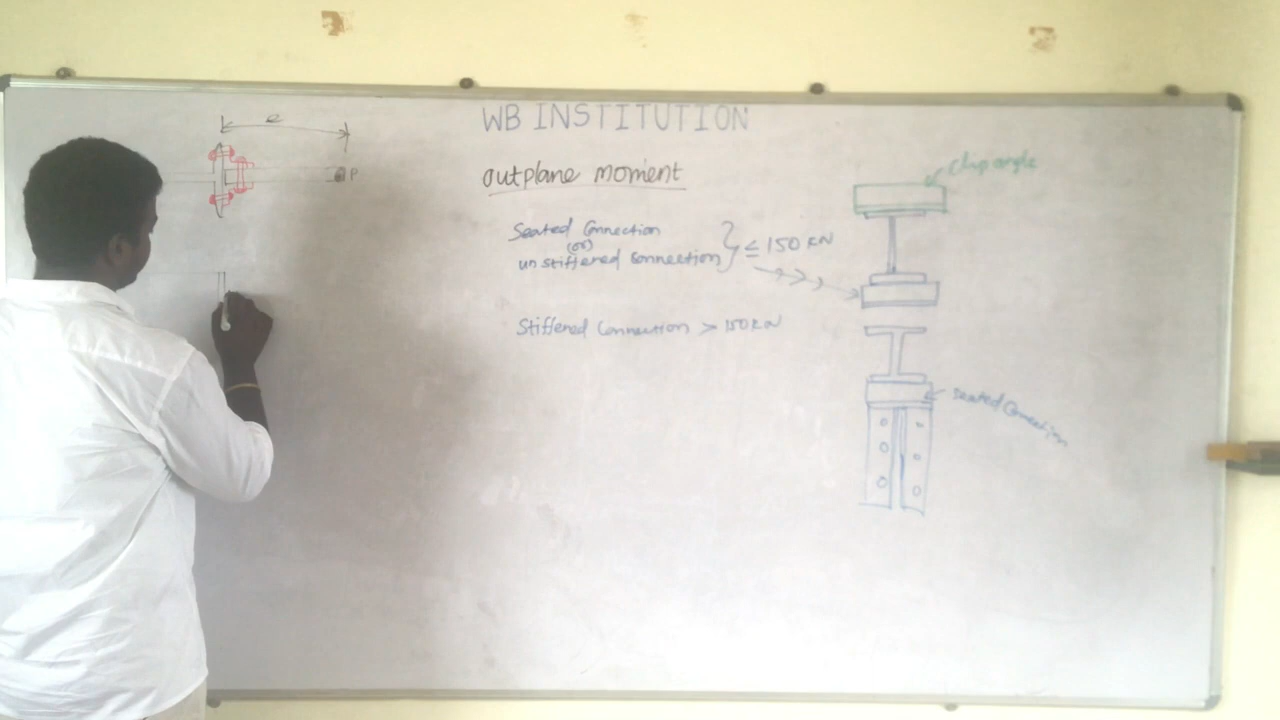 WB INSTITUTION
e
P
outplane moment
Clip angle
Seated Connection
(or)
unstiffened Connection
≤ 150 KN
Stiffened Connection > 150 KN
Seated Connection